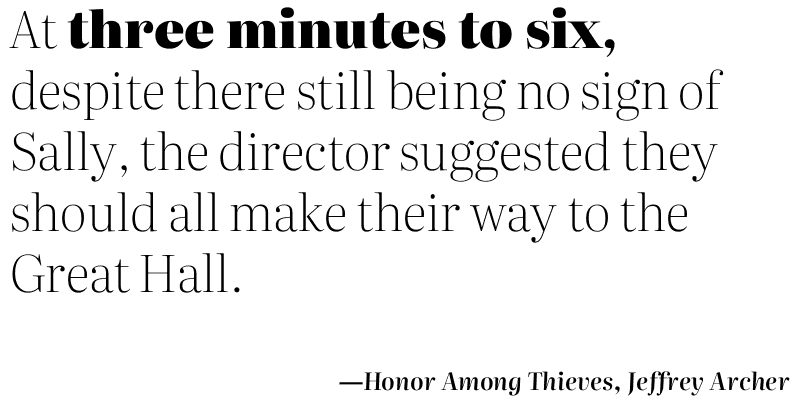 At three minutes to six,
despite there still being no sign of
Sally, the director suggested they
should all make their way to the
Great Hall.
—Honor Among Thieves, Jeffrey Archer